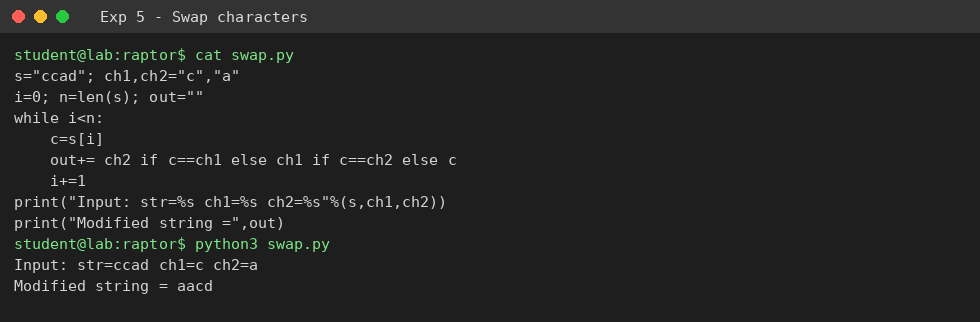 Exp 5 - Swap characters
student@lab:raptor$ cat swap.py
s="ccad"; ch1,ch2="c","a"
i=0; n=len(s); out=""
while i<n:
    c=s[i]
    out+= ch2 if c==ch1 else ch1 if c==ch2 else c
    i+=1
print("Input: str=%s ch1=%s ch2=%s"%(s,ch1,ch2))
print("Modified string =",out)
student@lab:raptor$ python3 swap.py
Input: str=ccad ch1=c ch2=a
Modified string = aacd